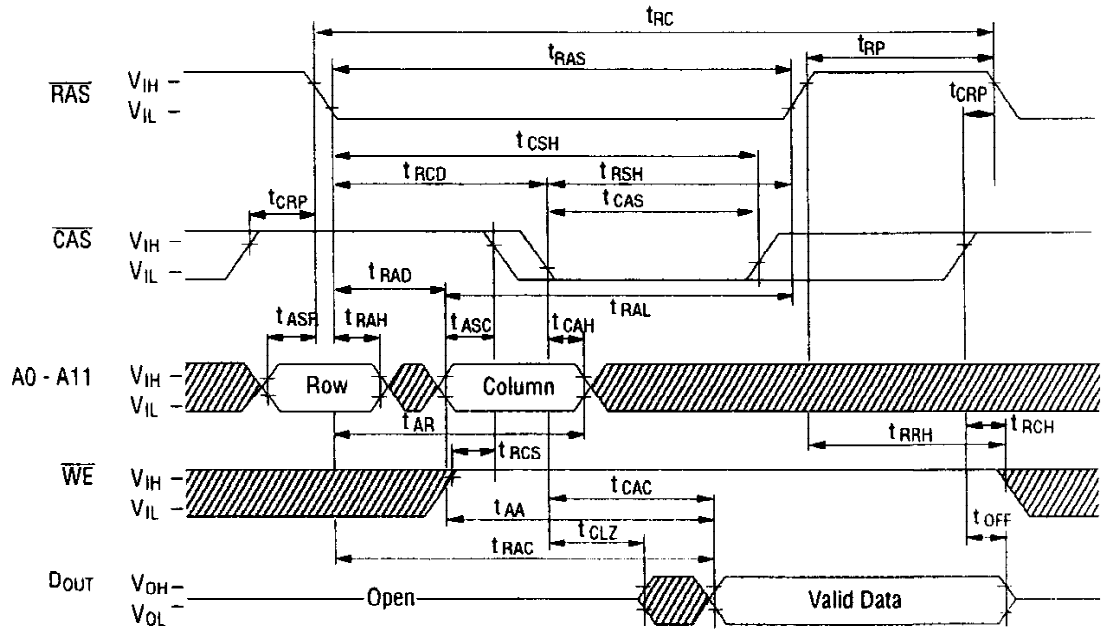 tRC
tRP
tRAS
RAS
VIH
VIL
tCRP
tCSH
tRCD
tRSH
tCRP
tCAS
CAS
VIH
VIL
tRAD
tRAL
tASR
tRAH
tASC
tCAH
A0 - A11
VIH
VIL
Row
Column
tAR
tRCS
tRRH
tRCH
WE
VIH
VIL
tCAC
tAA
tOFF
tCLZ
tRAC
DOUT
VOH
VOL
Open
Valid Data